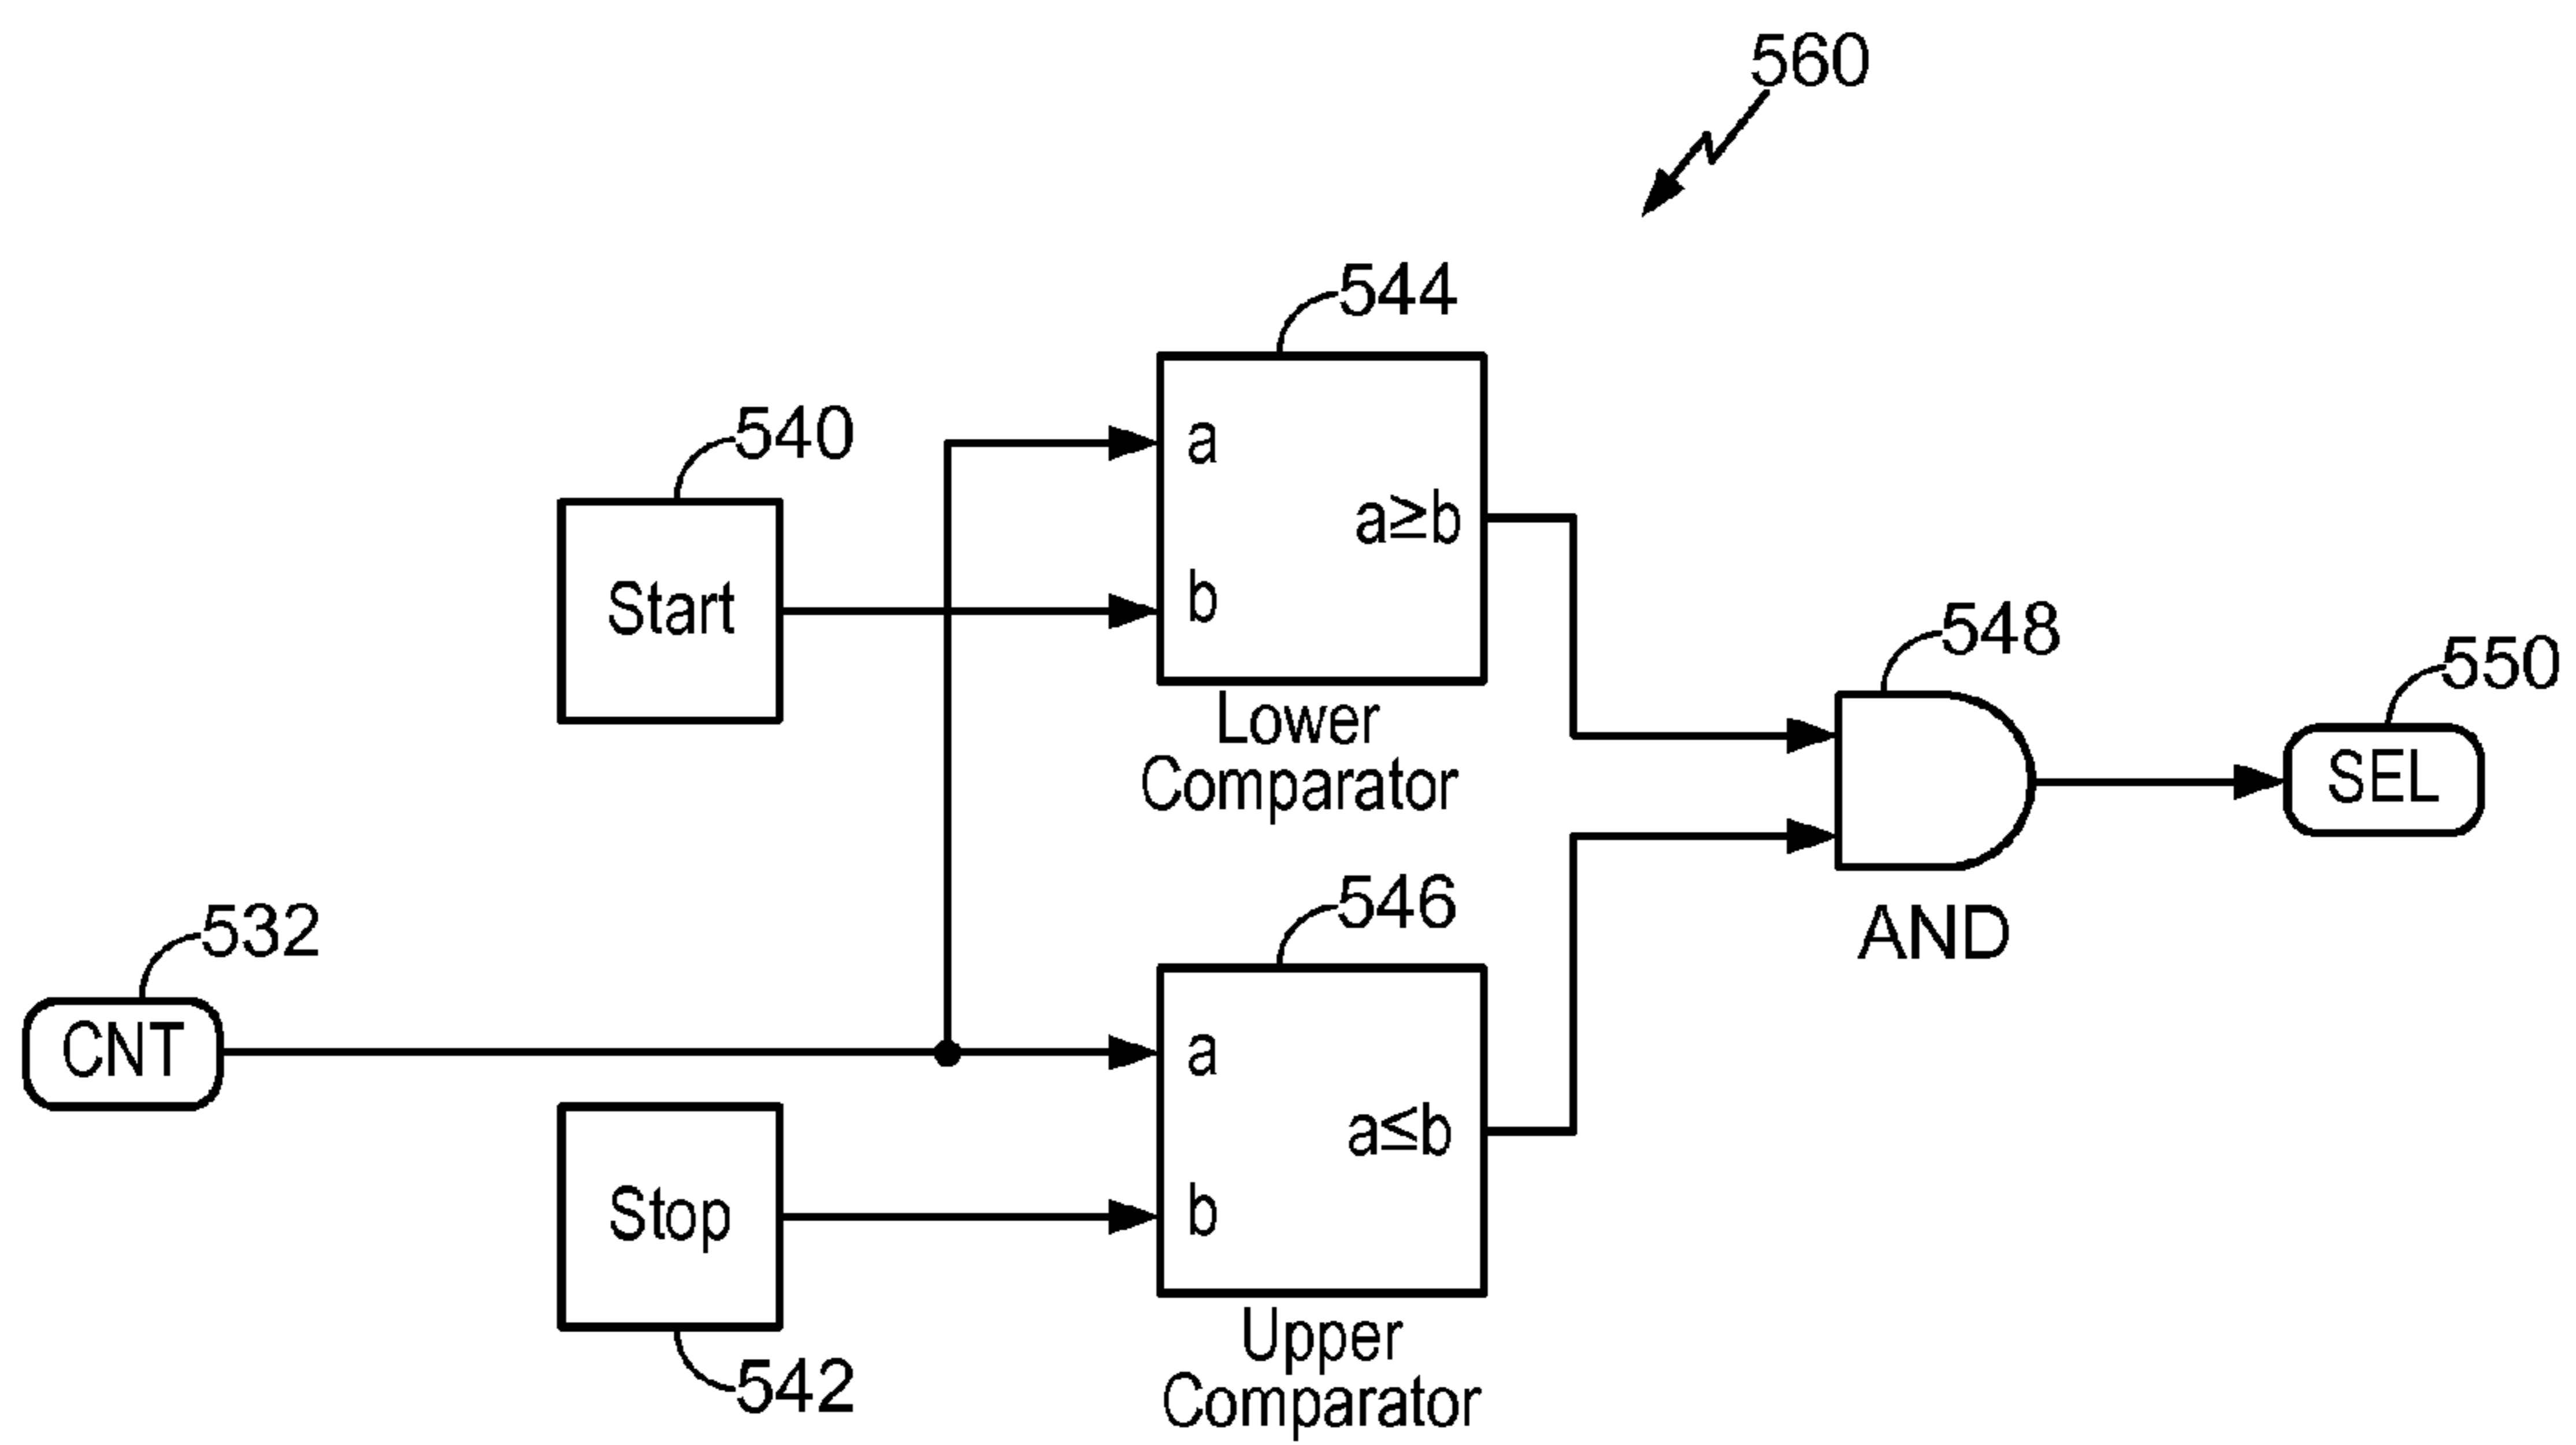 560
544
540
a
a≥b
Start
b
548
550
Lower
Comparator
SEL
546
532
AND
CNT
a
a≤b
Stop
b
542
Upper
Comparator